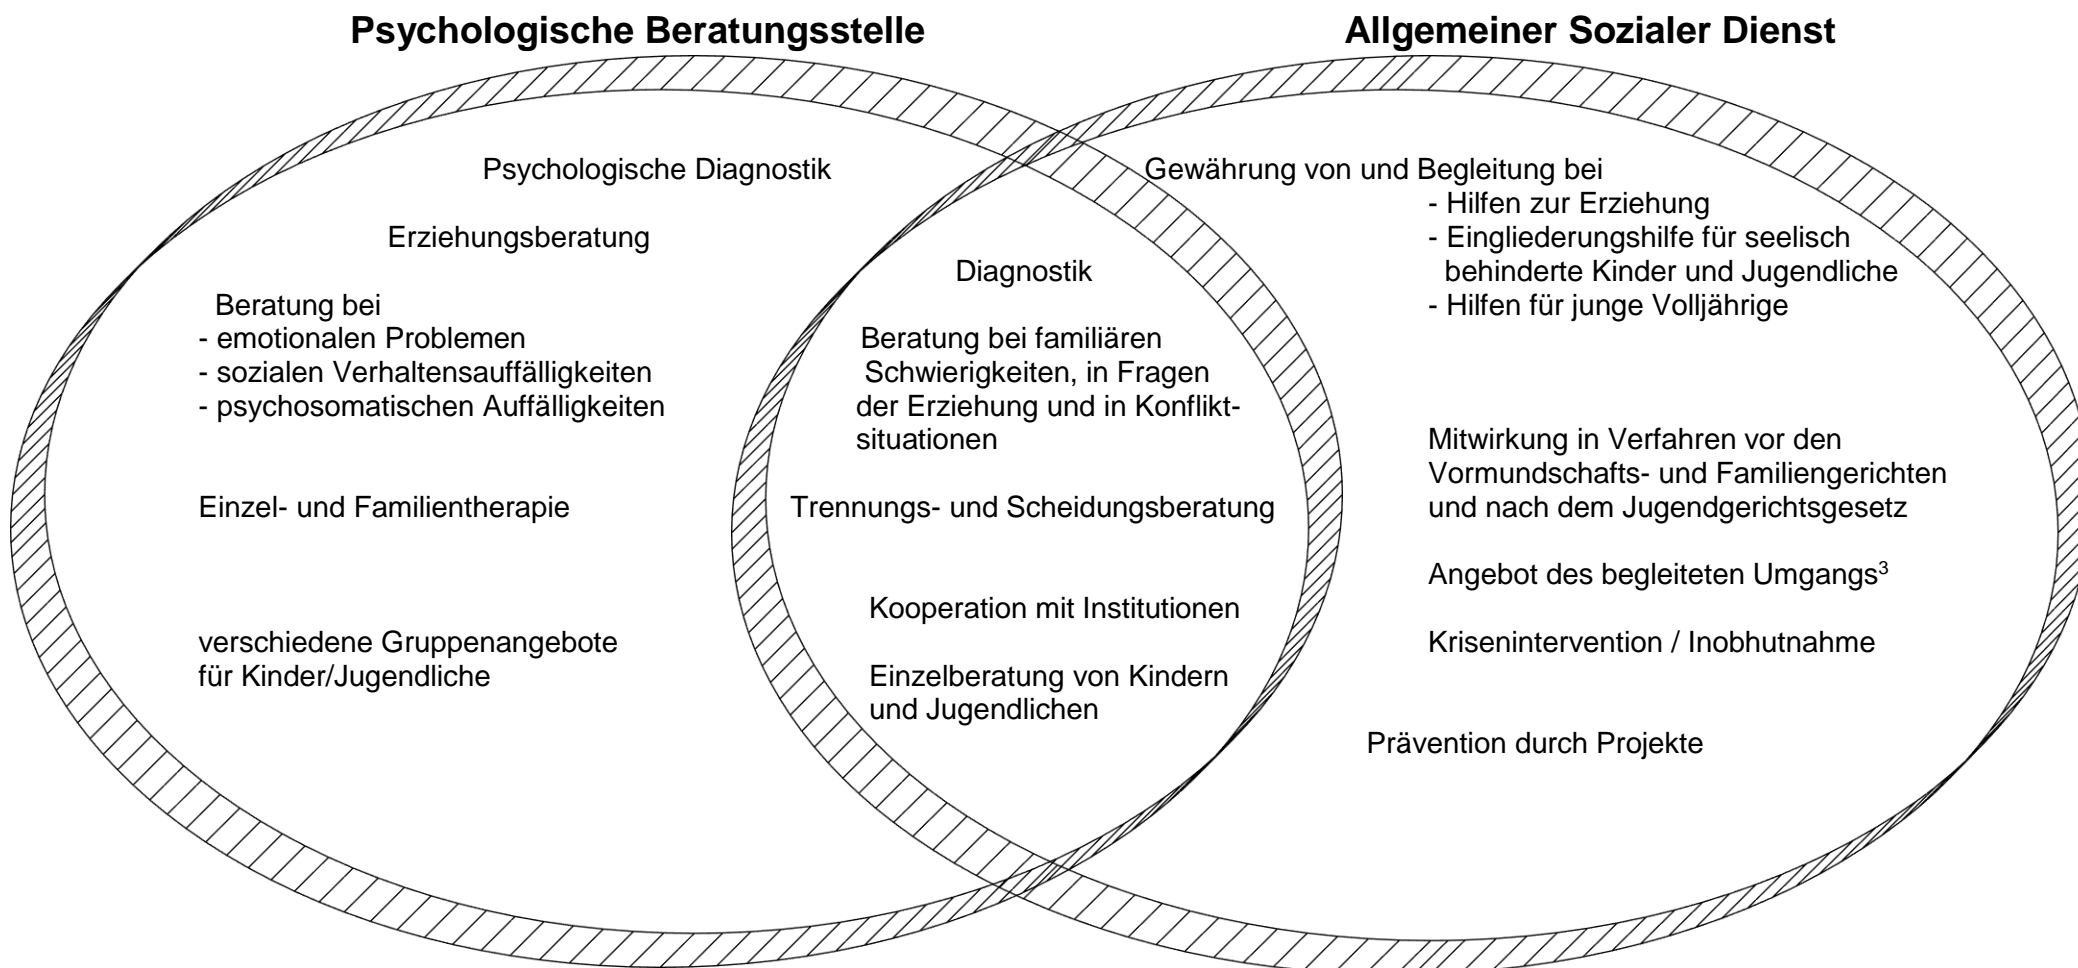 Psychologische Beratungsstelle
Allgemeiner Sozialer Dienst
Psychologische Diagnostik
Erziehungsberatung
Beratung bei
- emotionalen Problemen
- sozialen Verhaltensauffälligkeiten
- psychosomatischen Auffälligkeiten
Einzel- und Familientherapie
verschiedene Gruppenangebote
für Kinder/Jugendliche
Diagnostik
Beratung bei familiären
Schwierigkeiten, in Fragen
der Erziehung und in Konflikt-
situationen
Trennungs- und Scheidungsberatung
Kooperation mit Institutionen
Einzelberatung von Kindern
und Jugendlichen
Gewährung von und Begleitung bei
- Hilfen zur Erziehung
- Eingliederungshilfe für seelisch
behinderte Kinder und Jugendliche
- Hilfen für junge Volljährige
Mitwirkung in Verfahren vor den
Vormundschafts- und Familiengerichten
und nach dem Jugendgerichtsgesetz
Angebot des begleiteten Umgangs³
Krisenintervention / Inobhutnahme
Prävention durch Projekte